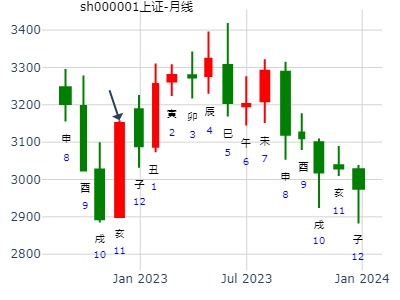 sh000001上证-月线
3400
3300
3200
3100
3000
2900
2800
申
8
酉
9
戌
10
亥
11
子
12
丑
1
寅
2
卯
3
辰
4
巳
5
午
6
未
7
申
8
酉
9
戌
10
亥
11
子
12
Jan 2023
Jul 2023
Jan 2024